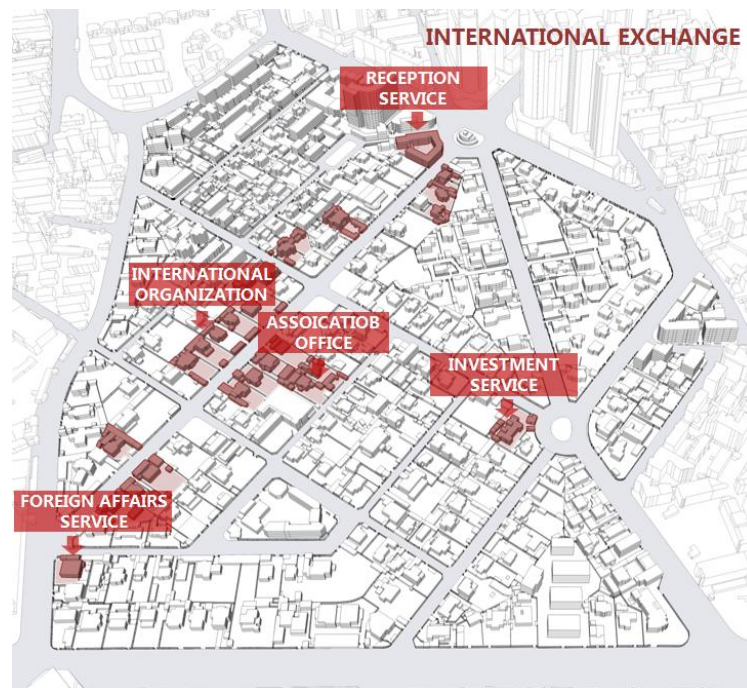 INTERNATIONAL EXCHANGE
RECEPTION
SERVICE
INTERNATIONAL
ORGANIZATION
ASSOICATIOB
OFFICE
INVESTMENT
SERVICE
FOREIGN AFFAIRS
SERVICE